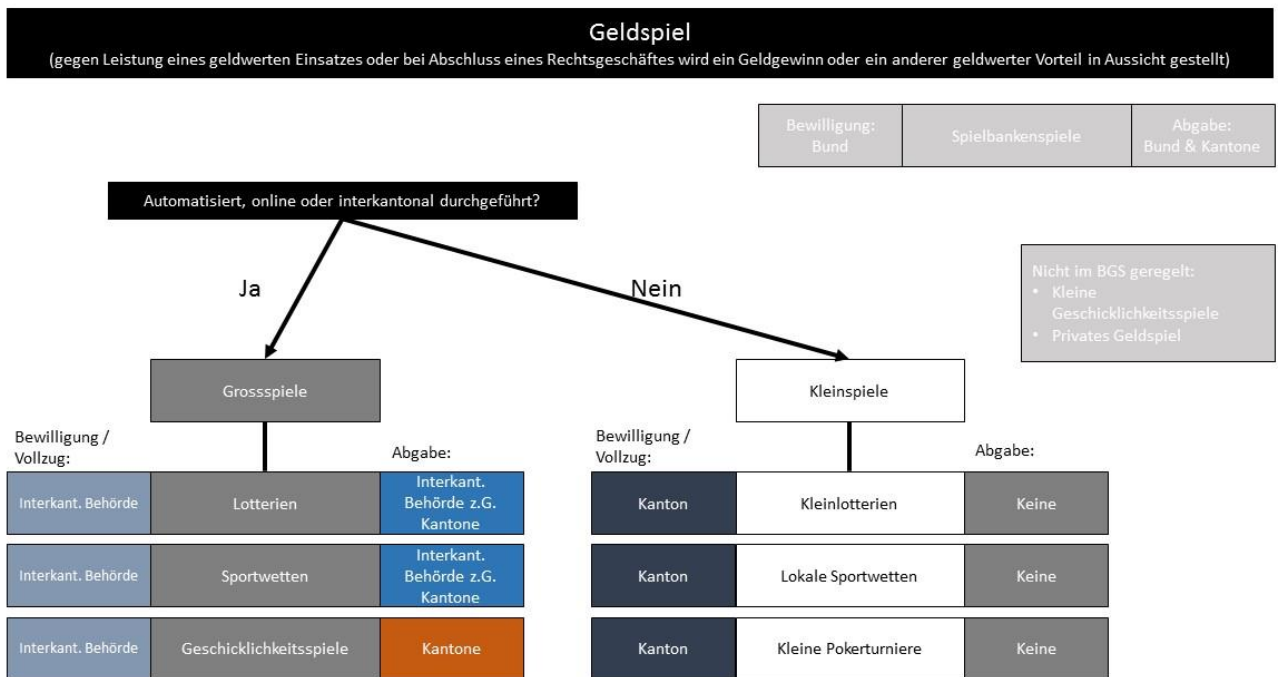 Geldspiel
(gegen Leistung eines geldwerten Einsatzes oder bei Abschluss eines Rechtsgeschäftes wird ein Geldgewinn oder ein anderer geldwerter Vorteil in Aussicht gestellt)
Bewilligung:
Bund
Spielbankenspiele
Abgabe:
Bund & Kantone
Automatisiert, online oder interkantonal durchgeführt?
Nicht im BGS geregelt:
• Kleine
Geschicklichkeitsspiele
• Privates Geldspiel
Ja
Nein
Grossspiele
Kleinspiele
Bewilligung /
Vollzug:
Abgabe:
Bewilligung /
Vollzug:
Abgabe:
Interkant. Behörde
Lotterien
Interkant.
Behörde z.G.
Kantone
Kanton
Kleinlotterien
Keine
Interkant. Behörde
Sportwetten
Interkant.
Behörde z.G.
Kantone
Kanton
Lokale Sportwetten
Keine
Interkant. Behörde
Geschicklichkeitsspiele
Kantone
Kanton
Kleine Pokerturniere
Keine